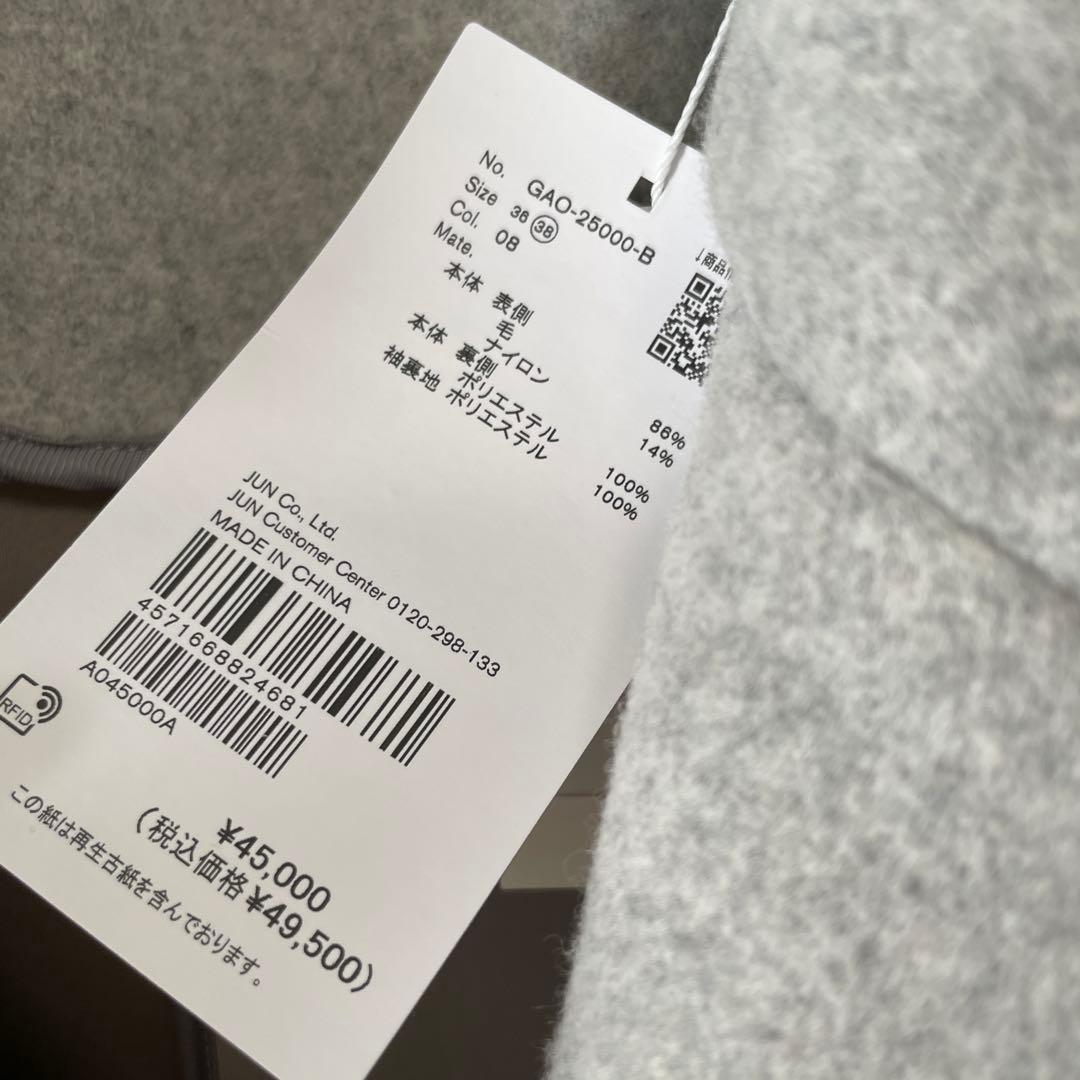 No. GAO-25000-B
Size 36 38
Col. 08
Mate.
本体 表側
毛 86%
ナイロン 14%
本体 裏側
ポリエステル 100%
袖裏地 ポリエステル 100%
↓商品
JUN Co., Ltd.
JUN Customer Center 0120-298-133
MADE IN CHINA
4571668824681
A045000A
RFID
¥45,000
(税込価格¥49,500)
この紙は再生古紙を含んでおります。